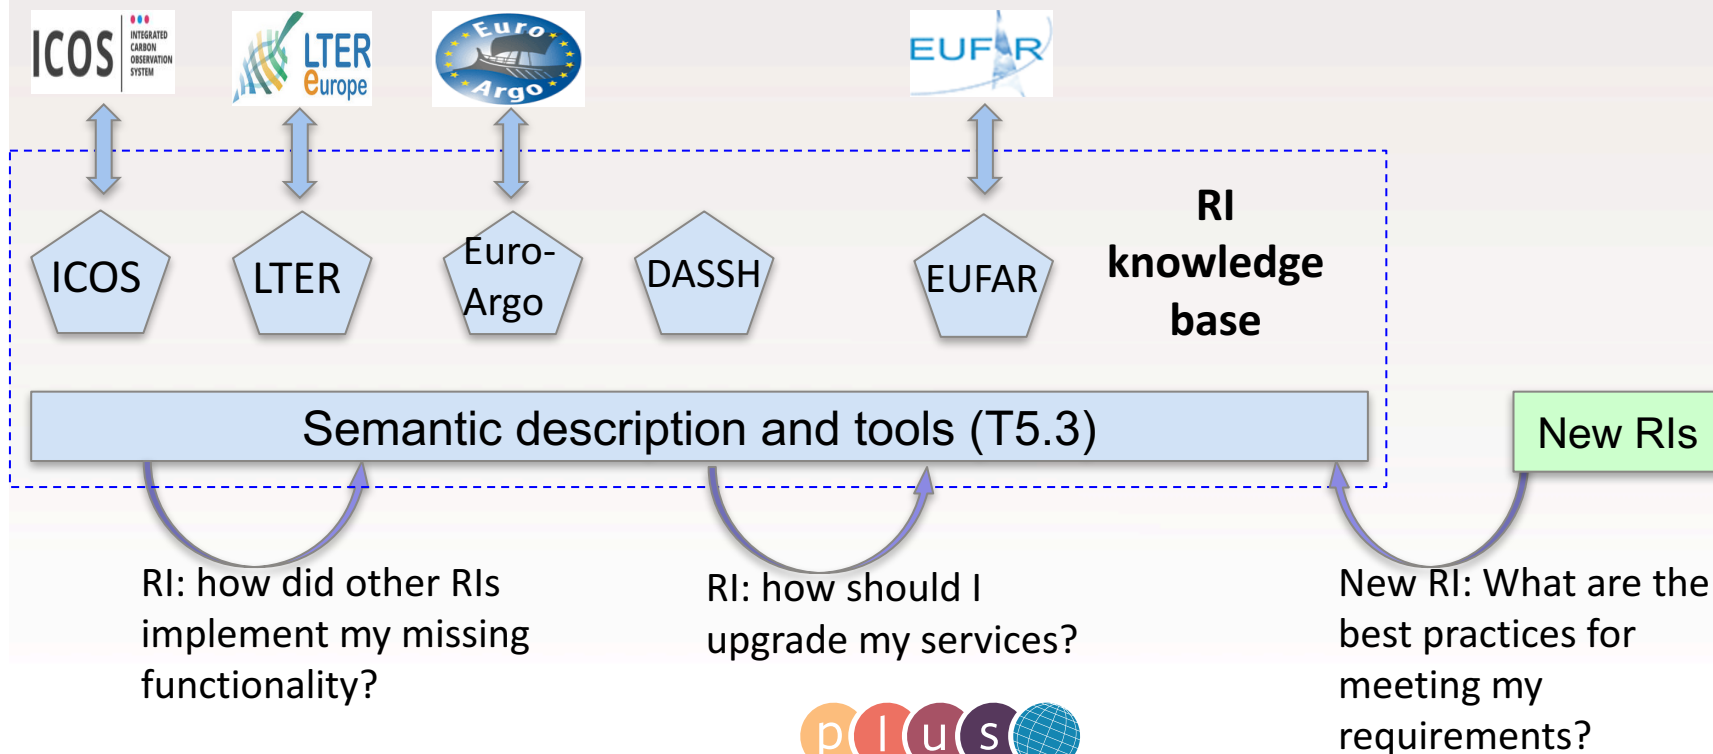 ICOS
INTEGRATED
CARBON
OBSERVATION
SYSTEM
LTER
europe
Euro
Argo
EUFAR
ICOS
LTER
Euro-
Argo
DASSH
EUFAR
RI
knowledge
base
Semantic description and tools (T5.3)
New RIs
RI: how did other RIs
implement my missing
functionality?
RI: how should I
upgrade my services?
New RI: What are the
best practices for
meeting my
requirements?
plus